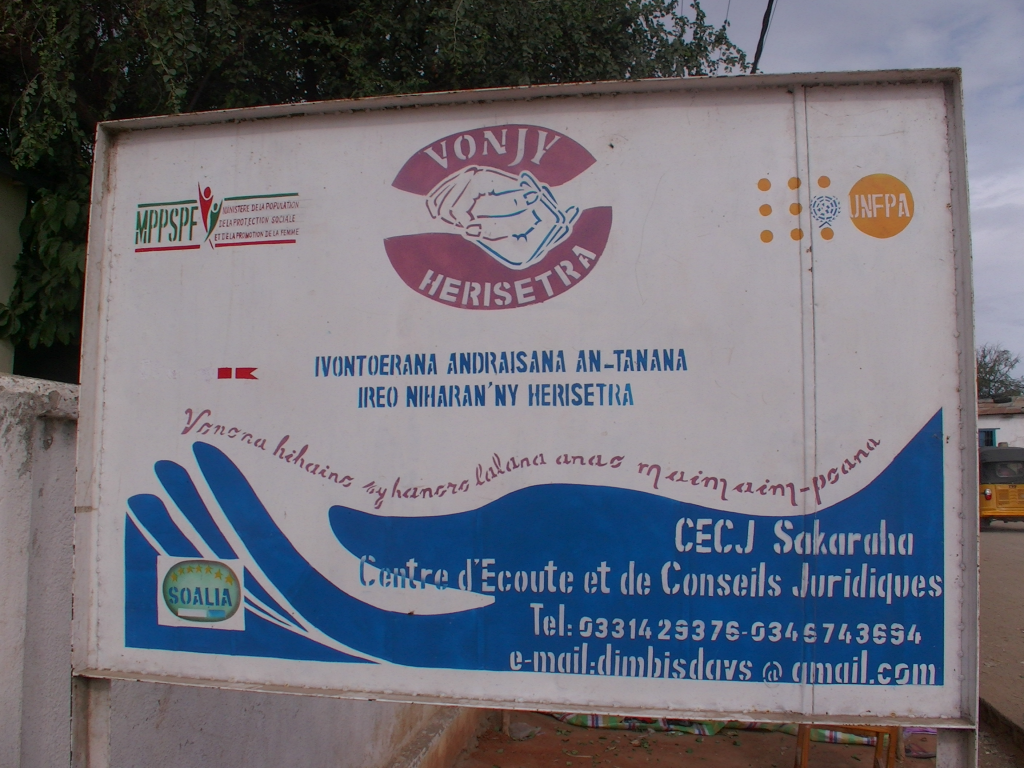 MPPSPF
MINISTERE DE LA POPULATION
DE LA PROTECTION SOCIALE
ET DE LA PROMOTION DE LA FEMME
VONJY
HERISETRA
UNFPA
IVONTOERANA ANDRAISANA AN-TANANA
IREO NIHARAN'NY HERISETRA
Vonona hihaino sy hanoro lalana anao maimaim-poana
SOALIA
CECJ Sakaraha
Centre d'Ecoute et de Conseils Juridiques
Tel: 0331429376-0346743694
e-mail:dimbisdavs@gmail.com